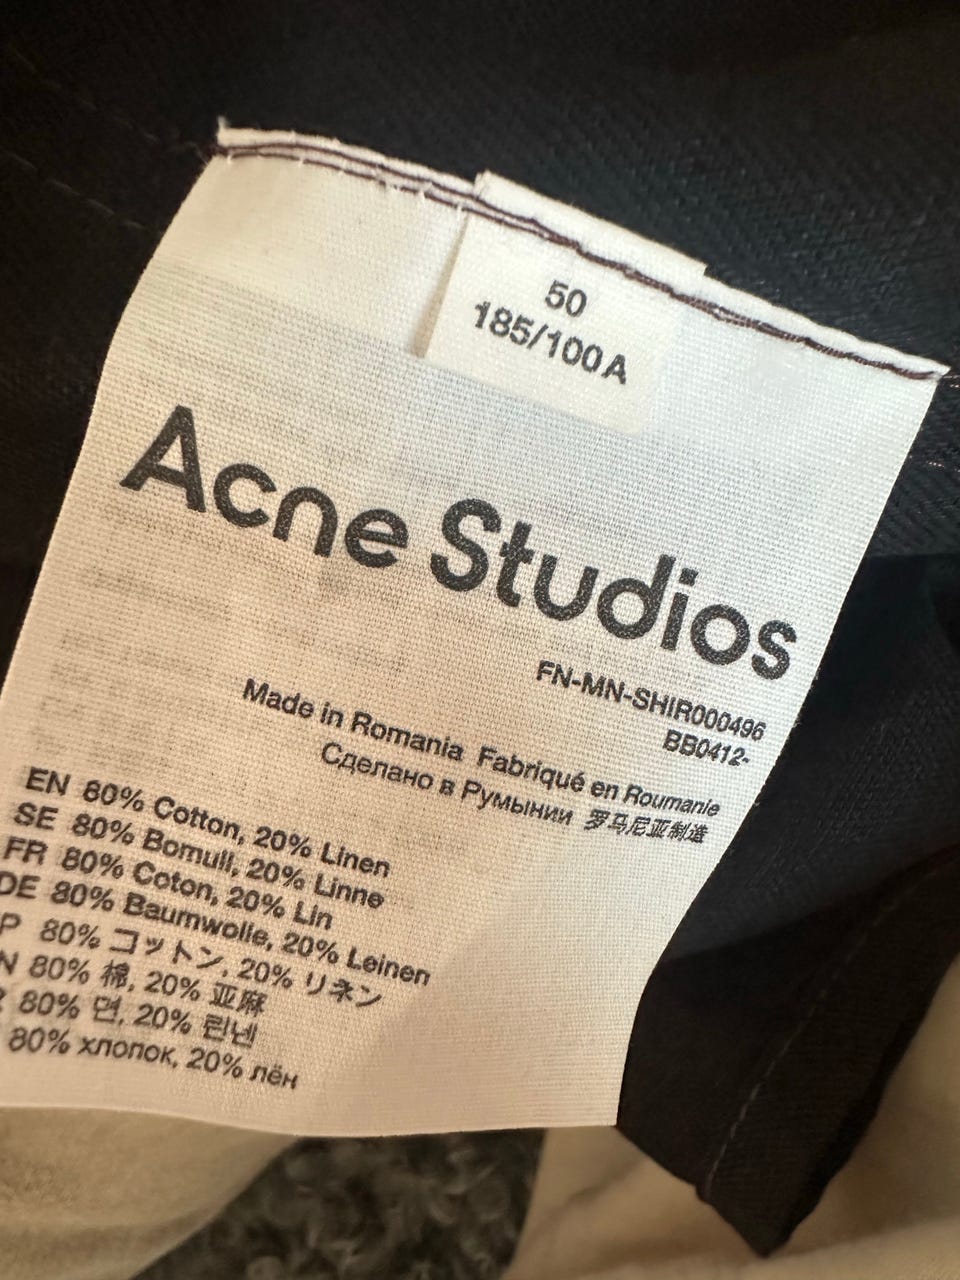 50
185/100A
Acne Studios
FN-MN-SHIR000496
BB0412-
Made in Romania Fabriqué en Roumanie
Сделано в Румынии 罗马尼亚制造
EN 80% Cotton, 20% Linen
SE 80% Bomull, 20% Linne
FR 80% Coton, 20% Lin
DE 80% Baumwolle, 20% Leinen
P 80% コットン, 20% リネン
N 80% 棉, 20% 亚麻
80% 면, 20% 린넨
80% хлопок, 20% лён